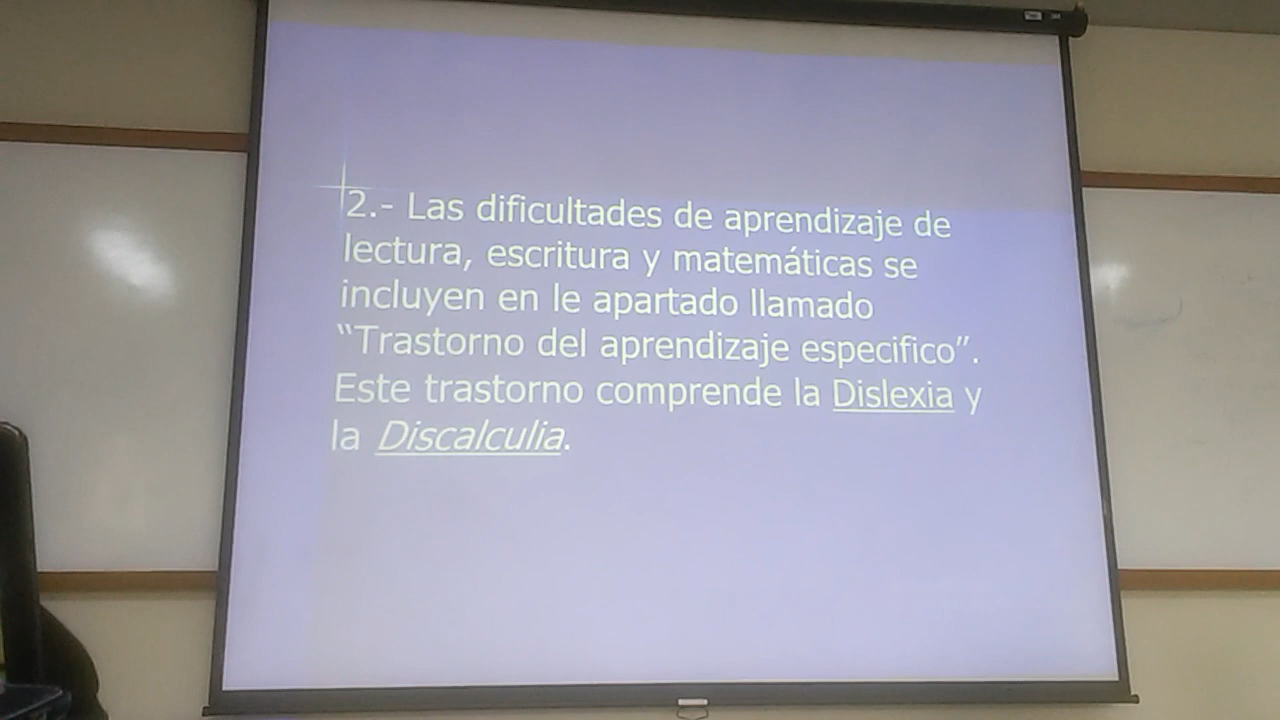 2.- Las dificultades de aprendizaje de
lectura, escritura y matemáticas se
incluyen en le apartado llamado
“Trastorno del aprendizaje especifico”.
Este trastorno comprende la Dislexia y
la Discalculia.